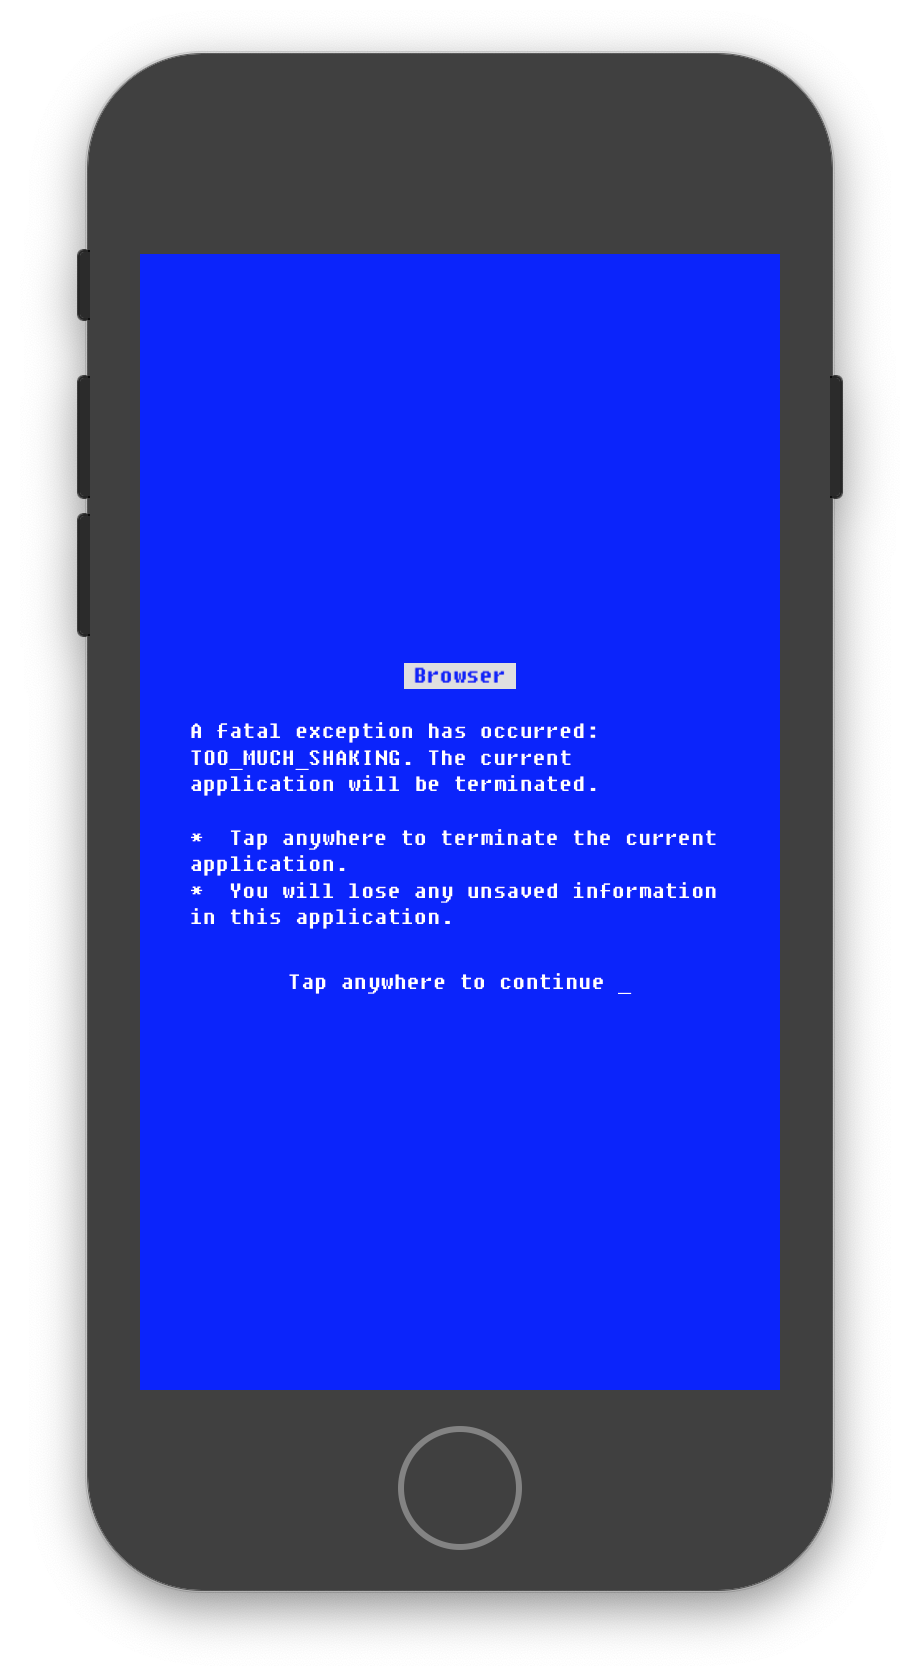 Browser
A fatal exception has occurred:
TOO_MUCH_SHAKING. The current
application will be terminated.
*  Tap anywhere to terminate the current
application.
*  You will lose any unsaved information
in this application.
Tap anywhere to continue _